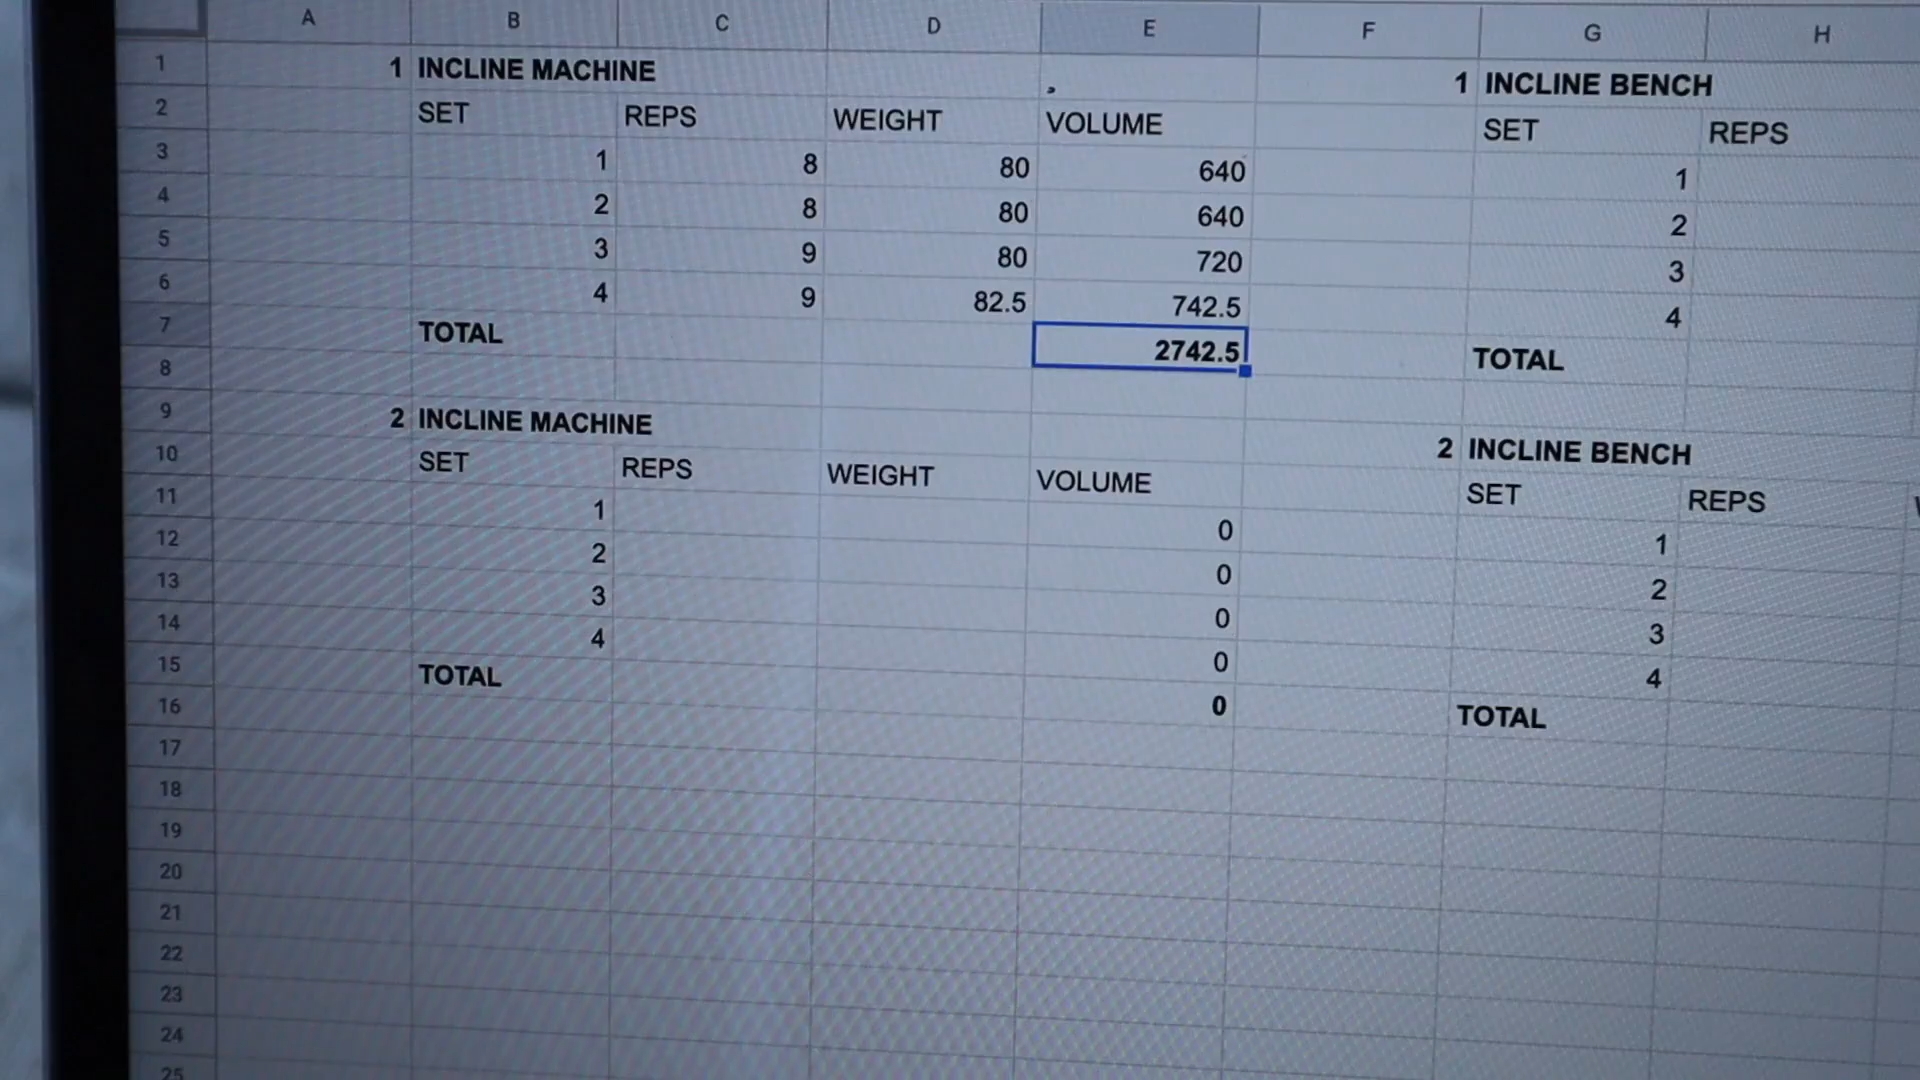 A B C D E F G H
1 1 INCLINE MACHINE 1 INCLINE BENCH
2 SET REPS WEIGHT VOLUME SET REPS
3 1 8 80 640 1
4 2 8 80 640 2
5 3 9 80 720 3
6 4 9 82.5 742.5 4
7 TOTAL 2742.5 TOTAL
8
9 2 INCLINE MACHINE 2 INCLINE BENCH
10 SET REPS WEIGHT VOLUME SET REPS
11 1 0 1
12 2 0 2
13 3 0 3
14 4 0 4
15 TOTAL 0 TOTAL
16
17
18
19
20
21
22
23
24
25